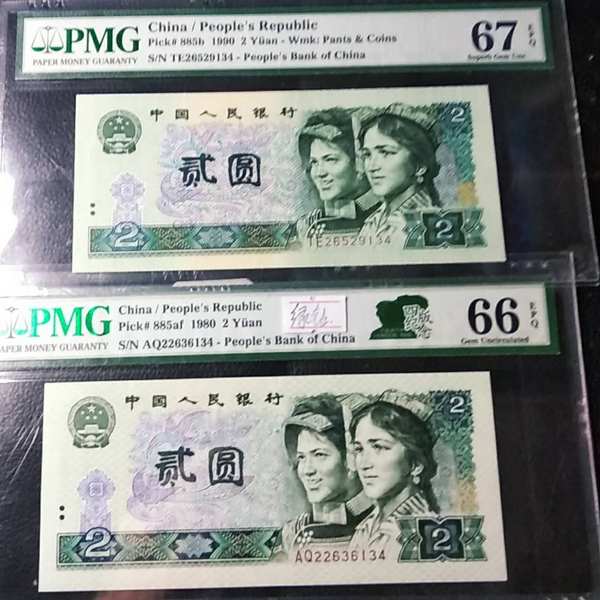 PMG
PAPER MONEY GUARANTY
China / People's Republic
Pick# 885b 1990 2 Yüan - Wmk: Pants & Coins
S/N TE26529134 - People's Bank of China
67 EPQ
Superb Gem Unc
中国人民银行
2
贰圆
TE26529134
2
2
PMG
PAPER MONEY GUARANTY
China / People's Republic
Pick# 885af 1980 2 Yüan
S/N AQ22636134 - People's Bank of China
66 EPQ
Gem Uncirculated
中国人民银行
2
贰圆
AQ22636134
2
2